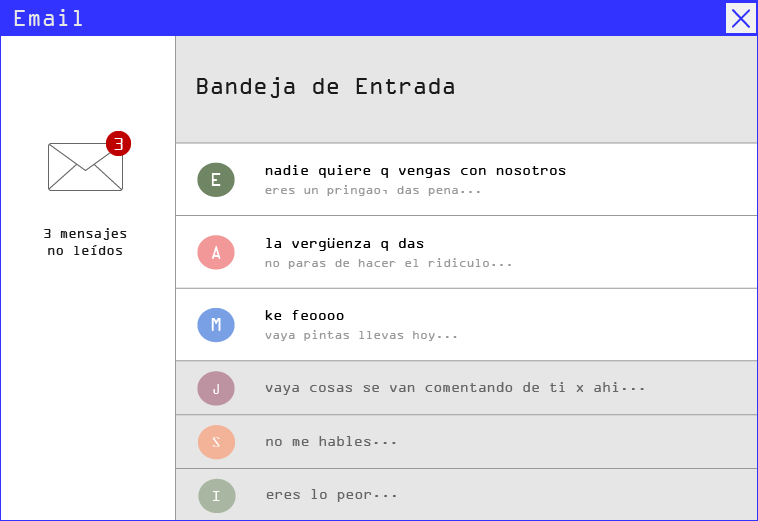 Email
Bandeja de Entrada
3
3 mensajes
no leídos
E
nadie quiere q vengas con nosotros
eres un pringao, das pena...
A
la vergüenza q das
no paras de hacer el ridiculo...
M
ke feoooo
vaya pintas llevas hoy...
J
vaya cosas se van comentando de ti x ahi...
S
no me hables...
I
eres lo peor...